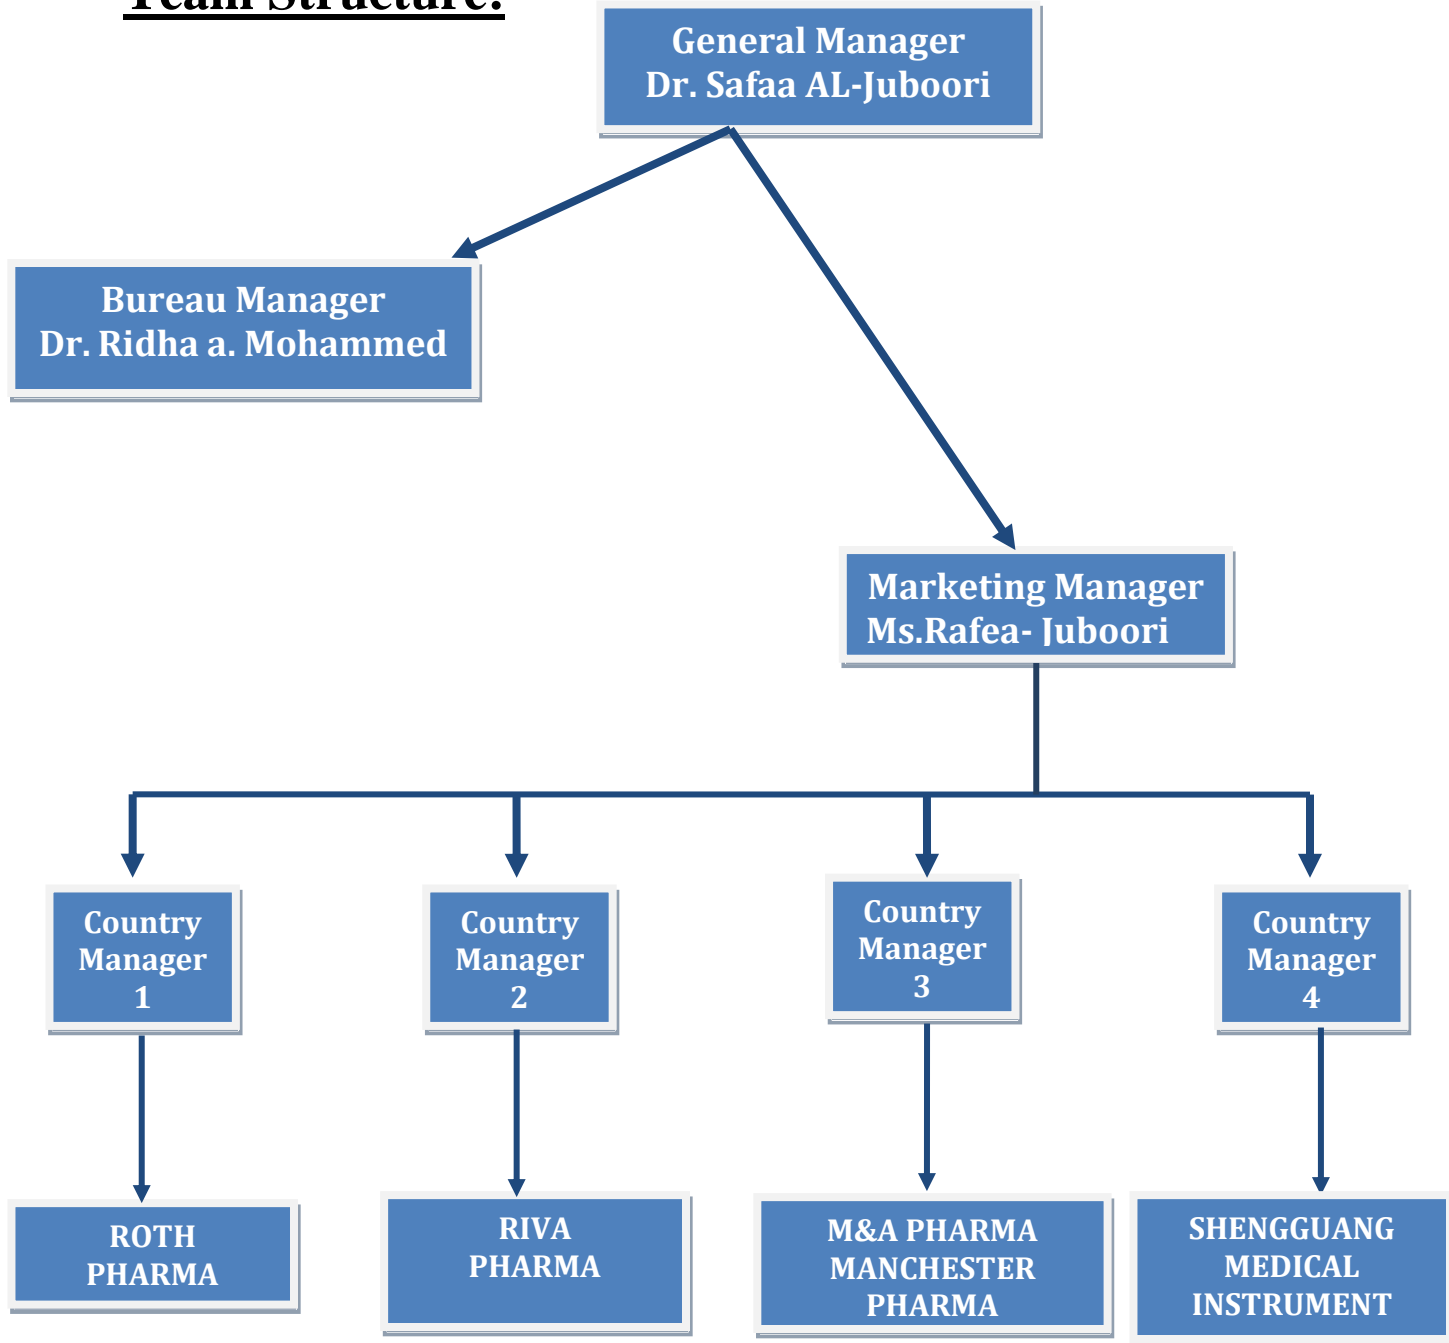 Team Structure:
General Manager
Dr. Safaa AL-Juboori
Bureau Manager
Dr. Ridha a. Mohammed
Marketing Manager
Ms.Rafea- Juboori
Country
Manager
1
Country
Manager
2
Country
Manager
3
Country
Manager
4
ROTH
PHARMA
RIVA
PHARMA
M&A PHARMA
MANCHESTER
PHARMA
SHENGGUANG
MEDICAL
INSTRUMENT